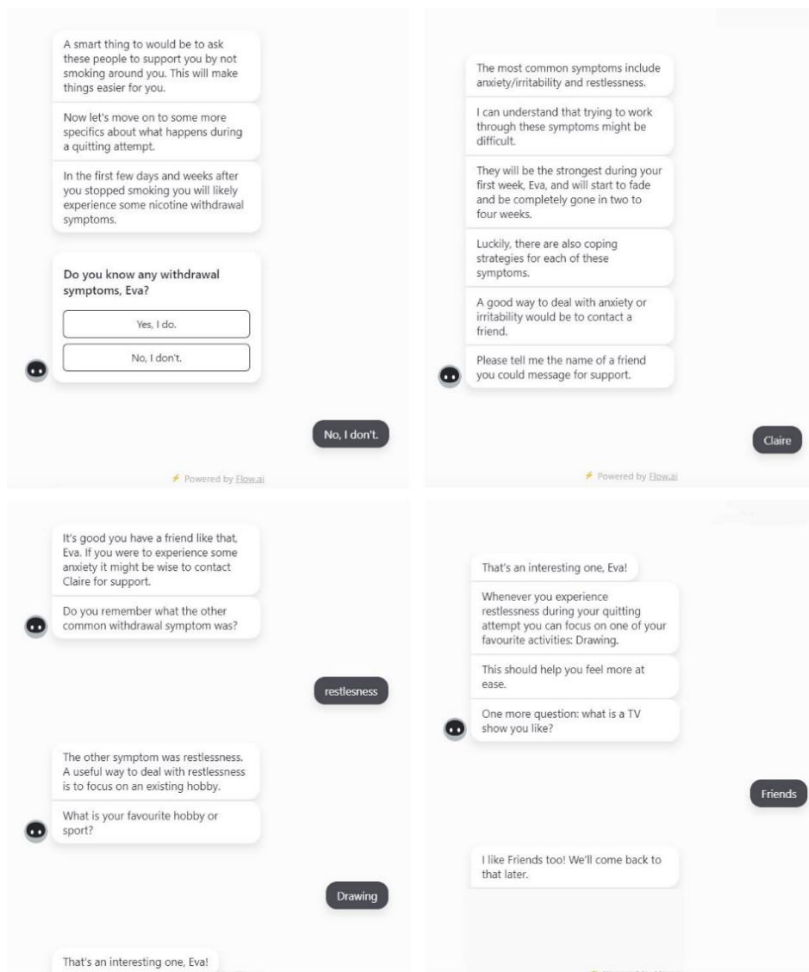 A smart thing to would be to ask
these people to support you by not
smoking around you. This will make
things easier for you.
Now let's move on to some more
specifics about what happens during
a quitting attempt.
In the first few days and weeks after
you stopped smoking you will likely
experience some nicotine withdrawal
symptoms.
Do you know any withdrawal
symptoms, Eva?
Yes, I do.
No, I don't.
No, I don't.
⚡ Powered by Flow.ai
The most common symptoms include
anxiety/irritability and restlessness.
I can understand that trying to work
through these symptoms might be
difficult.
They will be the strongest during your
first week, Eva, and will start to fade
and be completely gone in two to
four weeks.
Luckily, there are also coping
strategies for each of these
symptoms.
A good way to deal with anxiety or
irritability would be to contact a
friend.
Please tell me the name of a friend
you could message for support.
Claire
⚡ Powered by Flow.ai
It's good you have a friend like that,
Eva. If you were to experience some
anxiety it might be wise to contact
Claire for support.
Do you remember what the other
common withdrawal symptom was?
restlesness
The other symptom was restlessness.
A useful way to deal with restlessness
is to focus on an existing hobby.
What is your favourite hobby or
sport?
Drawing
That's an interesting one, Eva!
That's an interesting one, Eva!
Whenever you experience
restlessness during your quitting
attempt you can focus on one of your
favourite activities: Drawing.
This should help you feel more at
ease.
One more question: what is a TV
show you like?
Friends
I like Friends too! We'll come back to
that later.